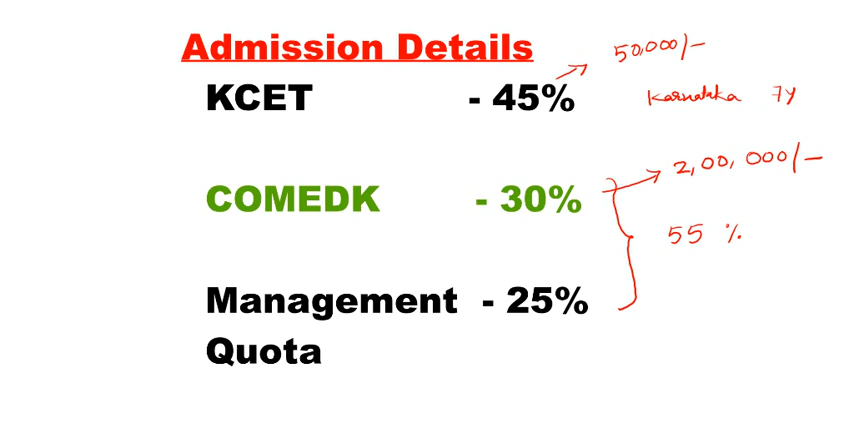 Admission Details
50,000/-
KCET - 45%
Karnataka 7y
2,00,000/-
COMEDK - 30%
55 %
Management - 25%
Quota